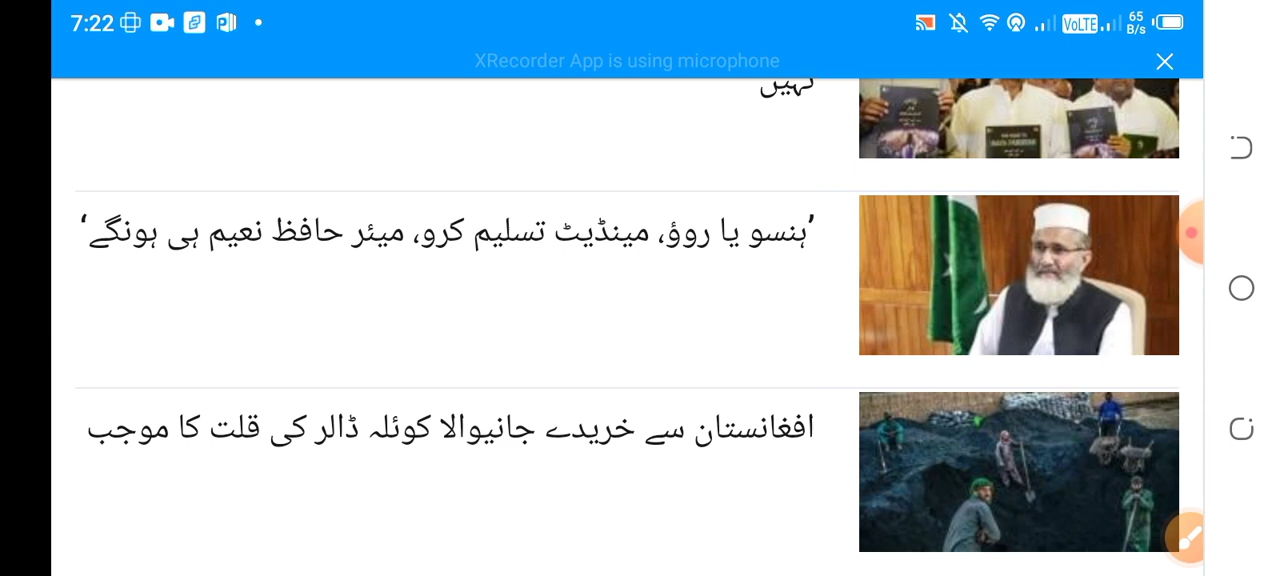 7:22
VoLTE
65
B/s
XRecorder App is using microphone
نہیں
’ہنسو یا روؤ، مینڈیٹ تسلیم کرو، میئر حافظ نعیم ہی ہونگے‘
افغانستان سے خریدے جانیوالا کوئلہ ڈالر کی قلت کا موجب